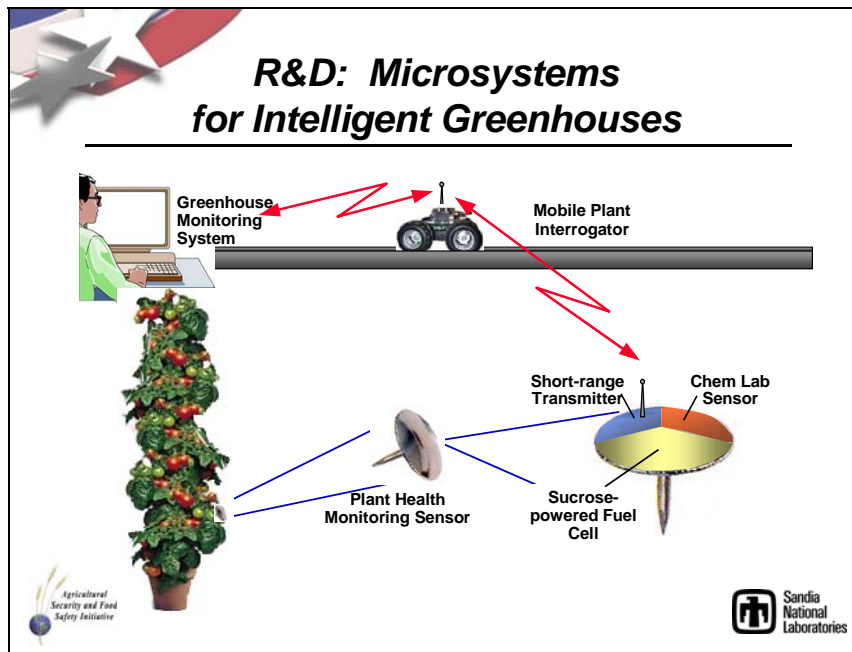 R&D: Microsystems
for Intelligent Greenhouses
Greenhouse
Monitoring
System
Mobile Plant
Interrogator
Short-range
Transmitter
Chem Lab
Sensor
Plant Health
Monitoring Sensor
Sucrose-
powered Fuel
Cell
Agricultural
Security and Food
Safety Initiative
Sandia
National
Laboratories